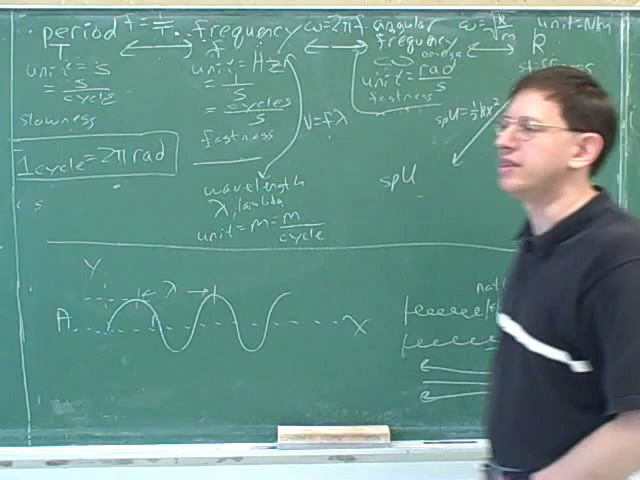 period f = 1/T frequency ω=2πf angular frequency ω=√k/m unit=N/m
T f ω omega k
unit=s unit=Hz unit=rad/s
= s/cycle = 1/s fastness
slowness = cycles/s
fastness
v=fλ
spU=½kx²
1 cycle = 2π rad
wavelength
λ, lambda
unit=m=m/cycle
spU
Y
λ
A
X